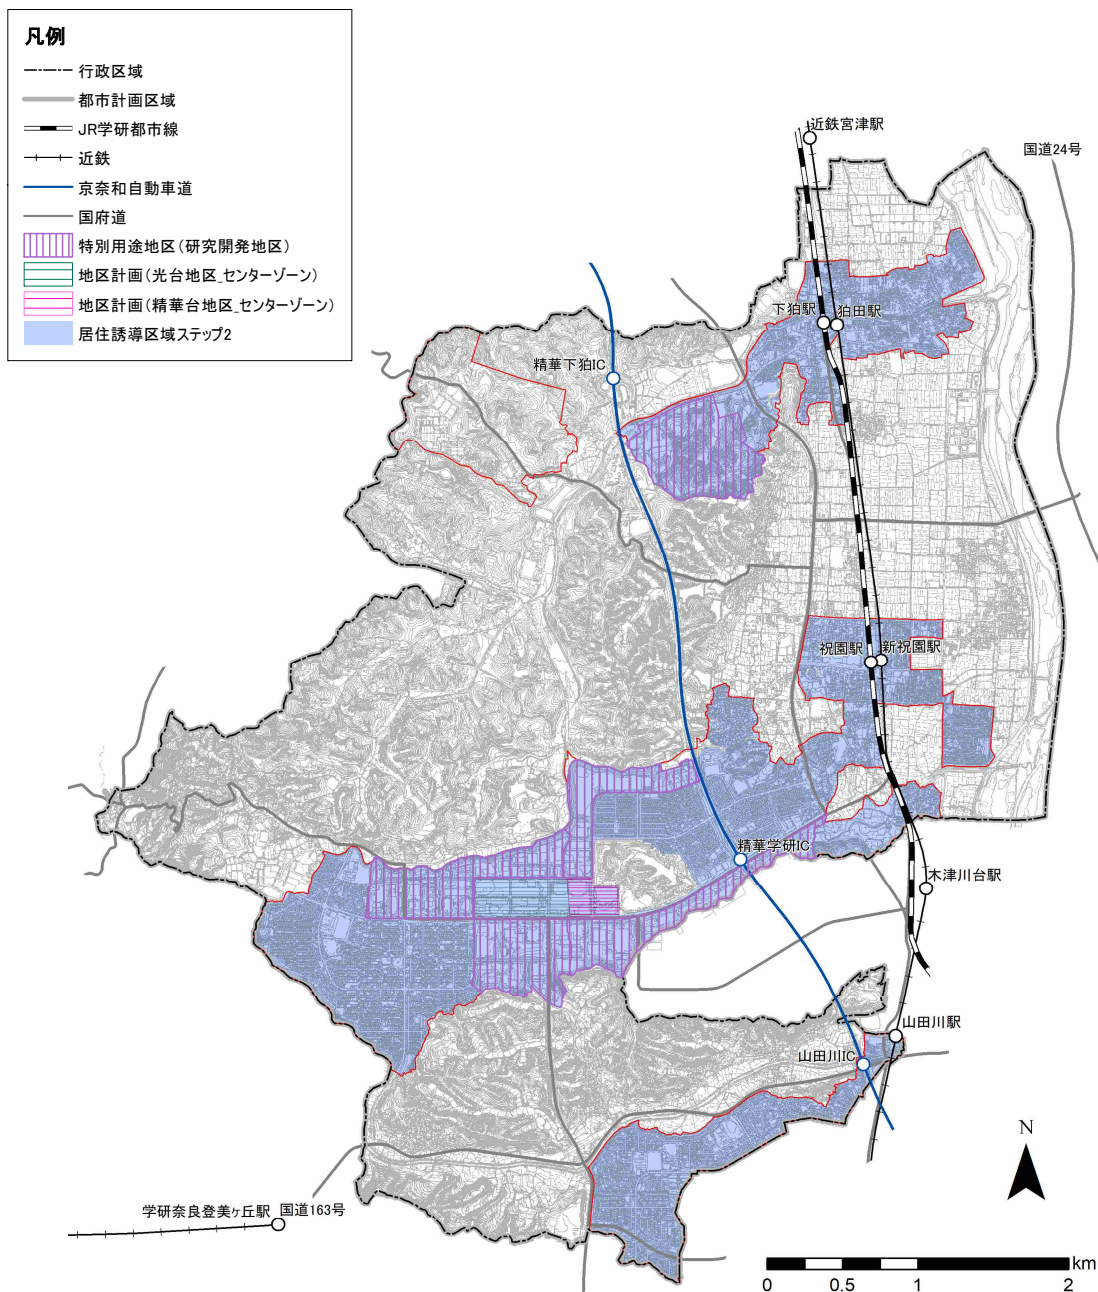 凡例
行政区域
都市計画区域
JR学研都市線
近鉄
京奈和自動車道
国府道
特別用途地区(研究開発地区)
地区計画(光台地区_センターゾーン)
地区計画(精華台地区_センターゾーン)
居住誘導区域ステップ2
近鉄宮津駅
国道24号
下狛駅
狛田駅
精華下狛IC
祝園駅
新祝園駅
精華学研IC
木津川台駅
山田川駅
山田川IC
学研奈良登美ヶ丘駅
国道163号
N
km
0 0.5 1 2